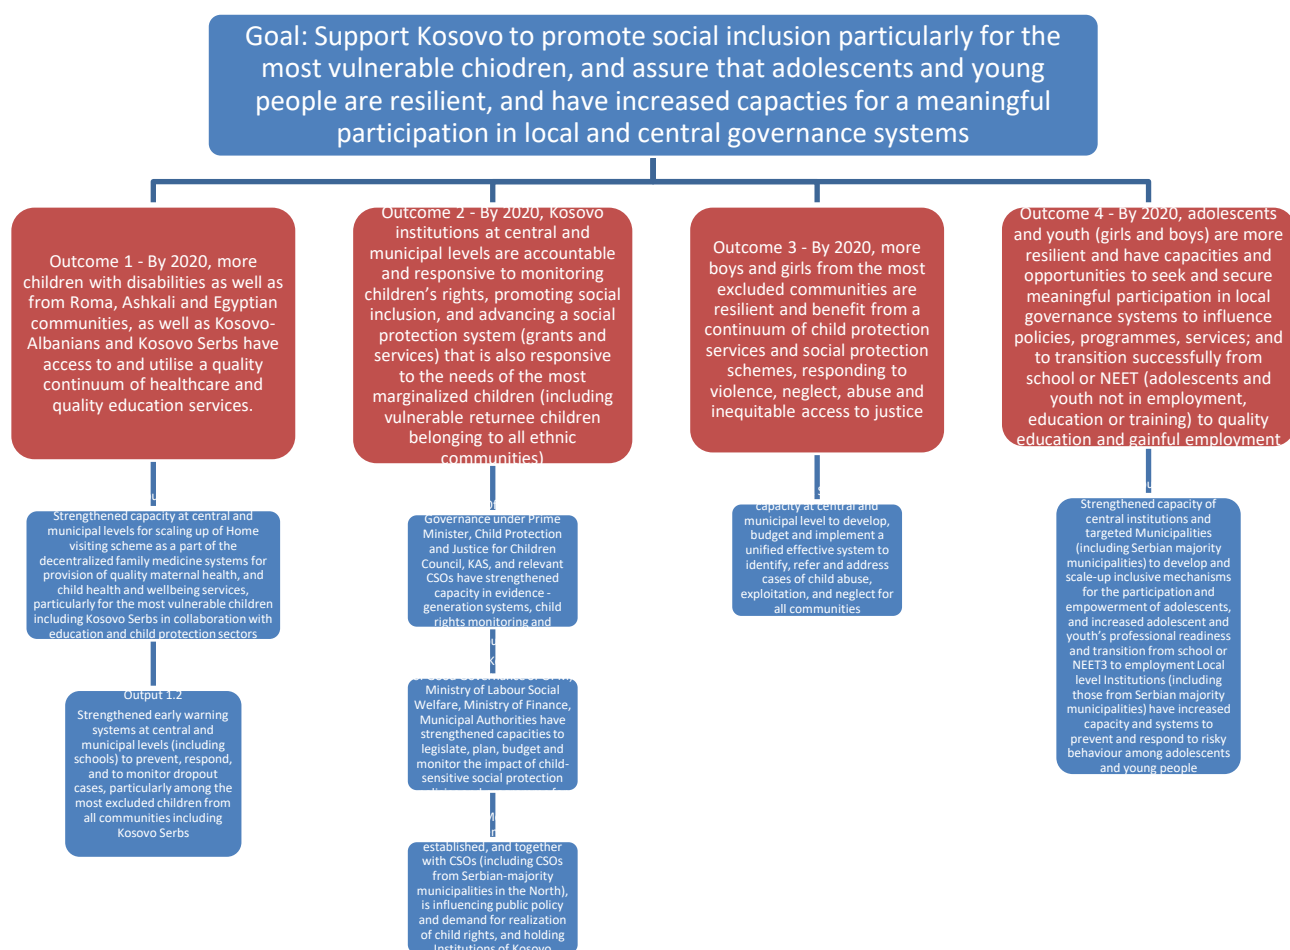 Goal: Support Kosovo to promote social inclusion particularly for the
most vulnerable chiodren, and assure that adolescents and young
people are resilient, and have increased capacties for a meaningful
participation in local and central governance systems
Outcome 1 - By 2020, more
children with disabilities as well as
from Roma, Ashkali and Egyptian
communities, as well as Kosovo-
Albanians and Kosovo Serbs have
access to and utilise a quality
continuum of healthcare and
quality education services.
Outcome 2 - By 2020, Kosovo
institutions at central and
municipal levels are accountable
and responsive to monitoring
children's rights, promoting social
inclusion, and advancing a social
protection system (grants and
services) that is also responsive
to the needs of the most
marginalized children (including
vulnerable returnee children
belonging to all ethnic
communities)
Outcome 3 - By 2020, more
boys and girls from the most
excluded communities are
resilient and benefit from a
continuum of child protection
services and social protection
schemes, responding to
violence, neglect, abuse and
inequitable access to justice
Outcome 4 - By 2020, adolescents
and youth (girls and boys) are more
resilient and have capacities and
opportunities to seek and secure
meaningful participation in local
governance systems to influence
policies, programmes, services; and
to transition successfully from
school or NEET (adolescents and
youth not in employment,
education or training) to quality
education and gainful employment
Strengthened capacity at central and
municipal levels for scaling up of Home
visiting scheme as a part of the
decentralized family medicine systems for
provision of quality maternal health, and
child health and wellbeing services,
particularly for the most vulnerable children
including Kosovo Serbs in collaboration with
education and child protection sectors
Output 1.2
Strengthened early warning
systems at central and
municipal levels (including
schools) to prevent, respond,
and to monitor dropout
cases, particularly among the
most excluded children from
all communities including
Kosovo Serbs
Governance under Prime
Minister, Child Protection
and Justice for Children
Council, KAS, and relevant
CSOs have strengthened
capacity in evidence -
generation systems, child
rights monitoring and
Ministry of Labour Social
Welfare, Ministry of Finance,
Municipal Authorities have
strengthened capacities to
legislate, plan, budget and
monitor the impact of child-
sensitive social protection
established, and together
with CSOs (including CSOs
from Serbian-majority
municipalities in the North),
is influencing public policy
and demand for realization
of child rights, and holding
Institutions of Kosovo
capacity at central and
municipal level to develop,
budget and implement a
unified effective system to
identify, refer and address
cases of child abuse,
exploitation, and neglect for
all communities
Strengthened capacity of
central institutions and
targeted Municipalities
(including Serbian majority
municipalities) to develop and
scale-up inclusive mechanisms
for the participation and
empowerment of adolescents,
and increased adolescent and
youth's professional readiness
and transition from school or
NEET3 to employment Local
level Institutions (including
those from Serbian majority
municipalities) have increased
capacity and systems to
prevent and respond to risky
behaviour among adolescents
and young people